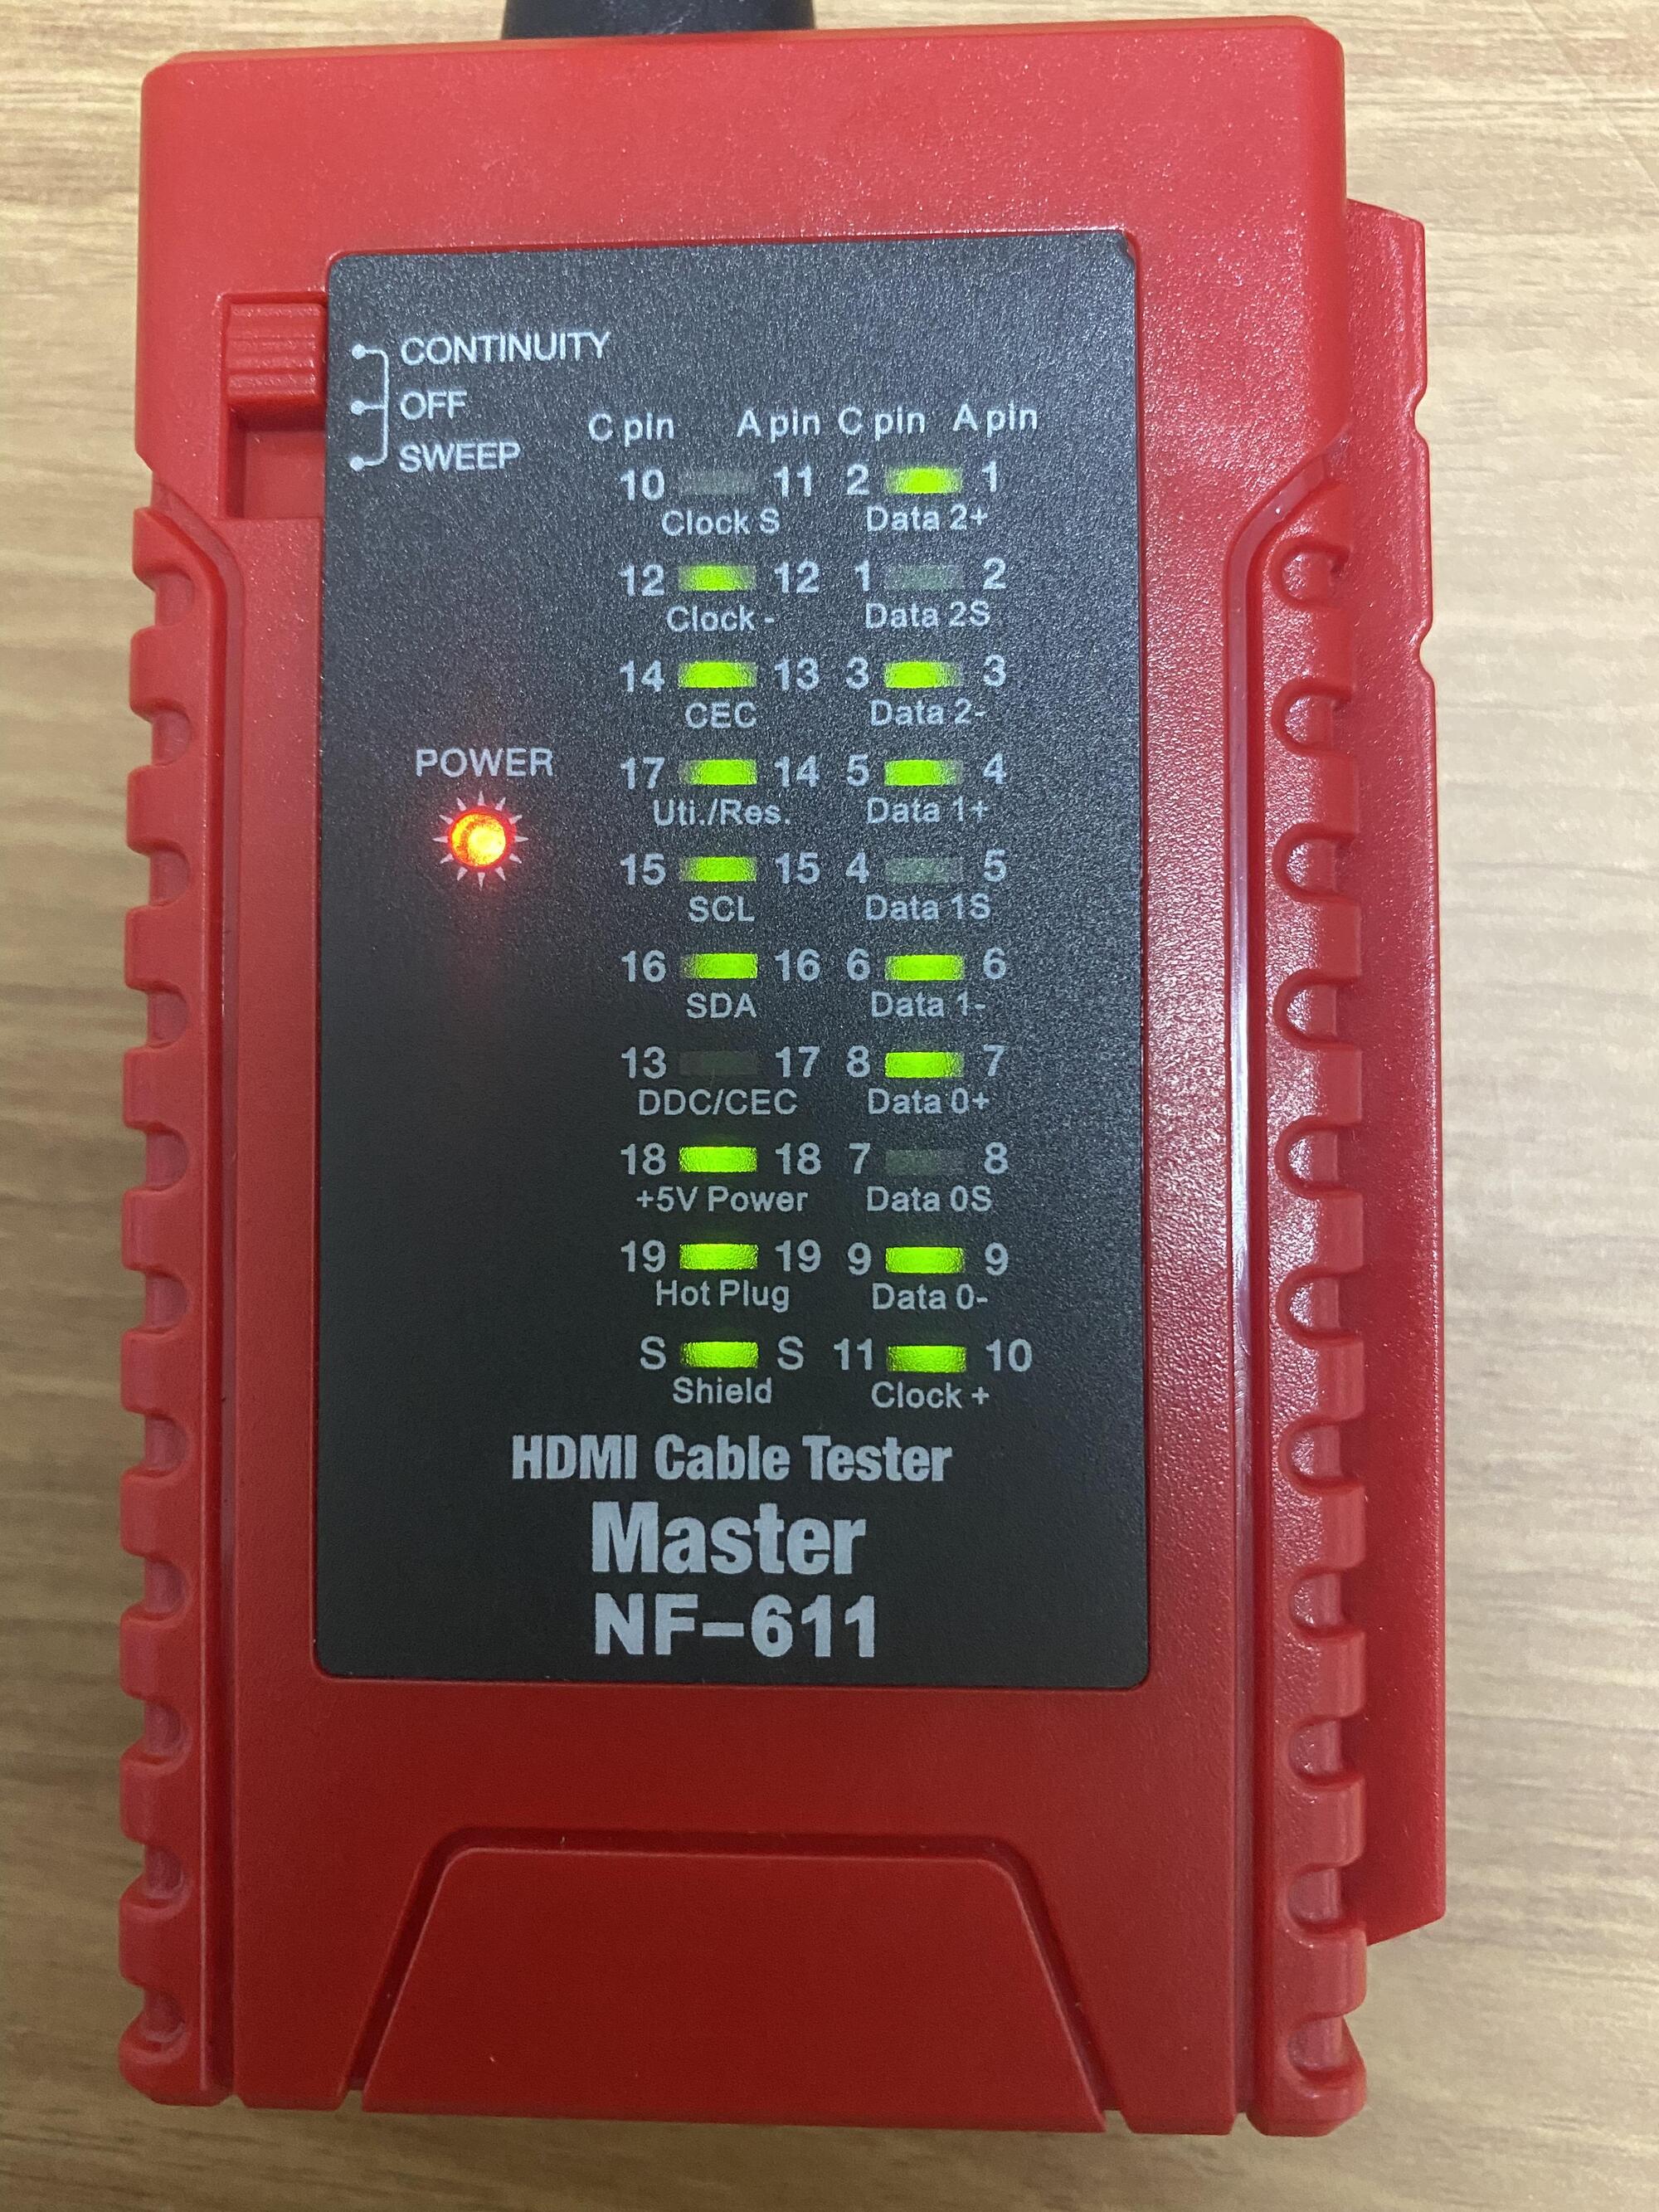 CONTINUITY
OFF
SWEEP
C pin A pin C pin A pin
10 11 2 1
Clock S Data 2+
12 12 1 2
Clock - Data 2S
14 13 3 3
CEC Data 2-
POWER
17 14 5 4
Uti./Res. Data 1+
15 15 4 5
SCL Data 1S
16 16 6 6
SDA Data 1-
13 17 8 7
DDC/CEC Data 0+
18 18 7 8
+5V Power Data 0S
19 19 9 9
Hot Plug Data 0-
S S 11 10
Shield Clock +
HDMI Cable Tester
Master
NF-611